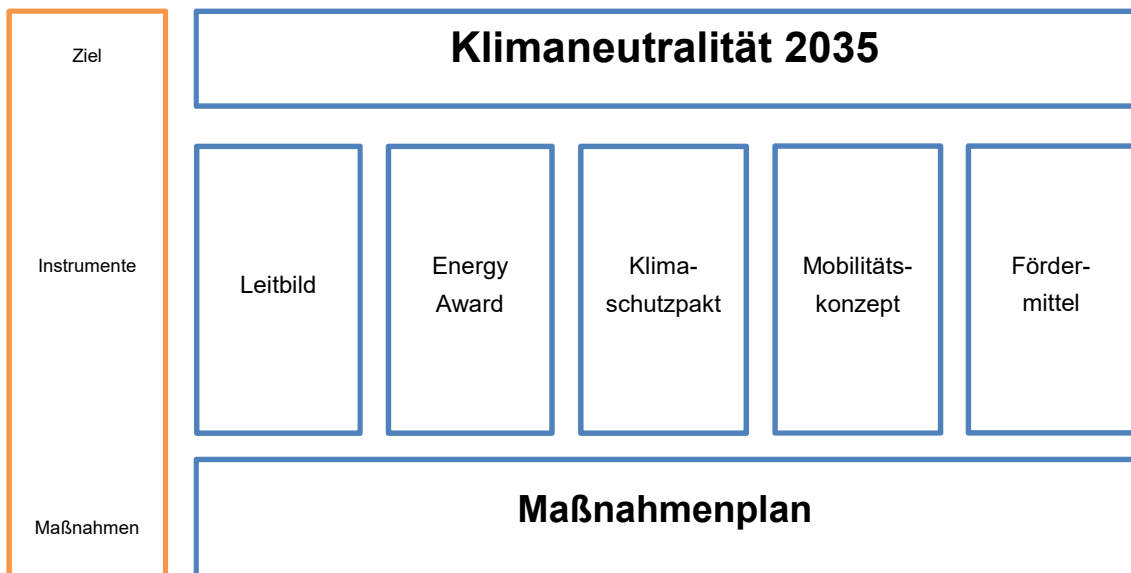 Ziel
Klimaneutralität 2035
Instrumente
Leitbild
Energy
Award
Klima-
schutzpakt
Mobilitäts-
konzept
Förder-
mittel
Maßnahmen
Maßnahmenplan